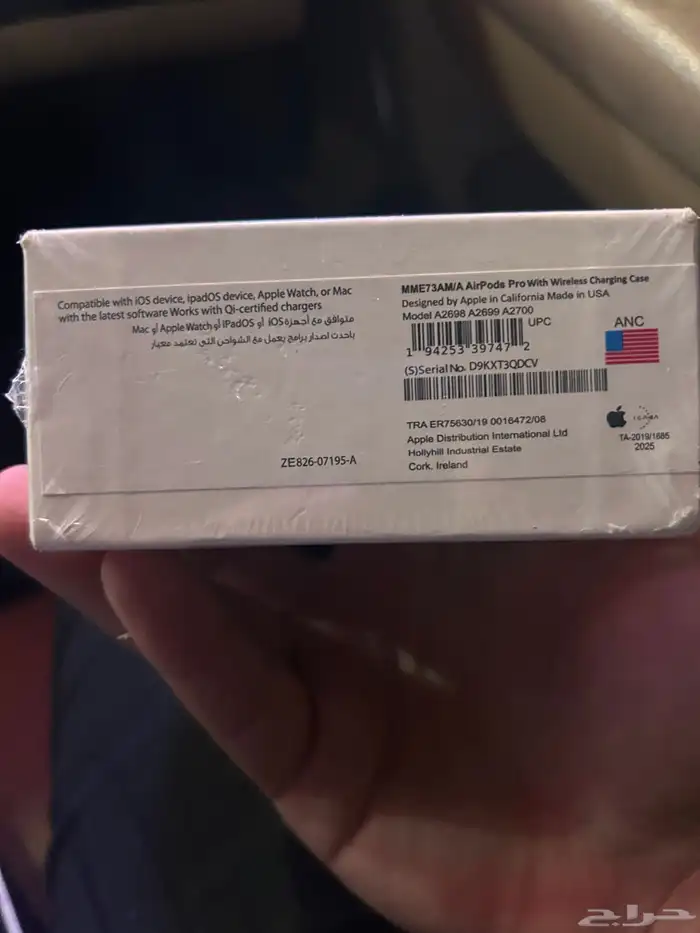 Compatible with iOS device, IpadOS device, Apple Watch, or Mac
with the latest software Works with Qi-certified chargers
متوافق مع أجهزة iOS أو iPadOS أو Apple Watch أو Mac
باحدث اصدار برامج يعمل مع الشواحن التي تعتمد معيار
ZE826-07195-A
MME73AM/A AirPods Pro With Wireless Charging Case
Designed by Apple in California Made in USA
Model A2698 A2699 A2700
UPC
1 94253 39747 2
(S)Serial No. D9KXT3QDCV
TRA ER75630/19 0016472/08
Apple Distribution International Ltd
Hollyhill Industrial Estate
Cork. Ireland
ANC
TA-2019/1685
2025
حراج